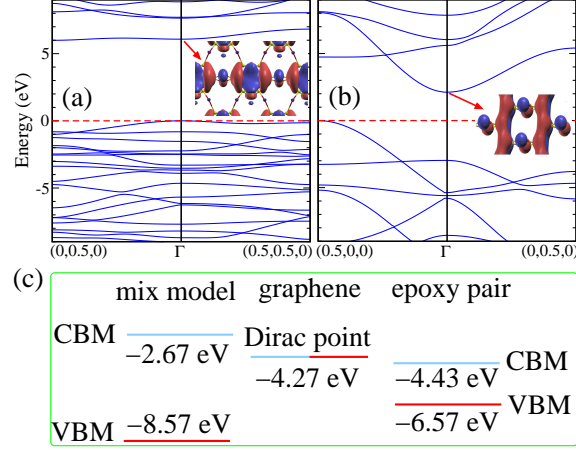 (a)
(b)
Energy (eV)
5
0
-5
(0,0.5,0)
Γ
(0.5,0.5,0)
(0.5,0,0)
Γ
(0.5,0.5,0)
(c)
mix model
graphene
epoxy pair
CBM
−2.67 eV
Dirac point
−4.27 eV
CBM
−4.43 eV
VBM
−6.57 eV
VBM
−8.57 eV